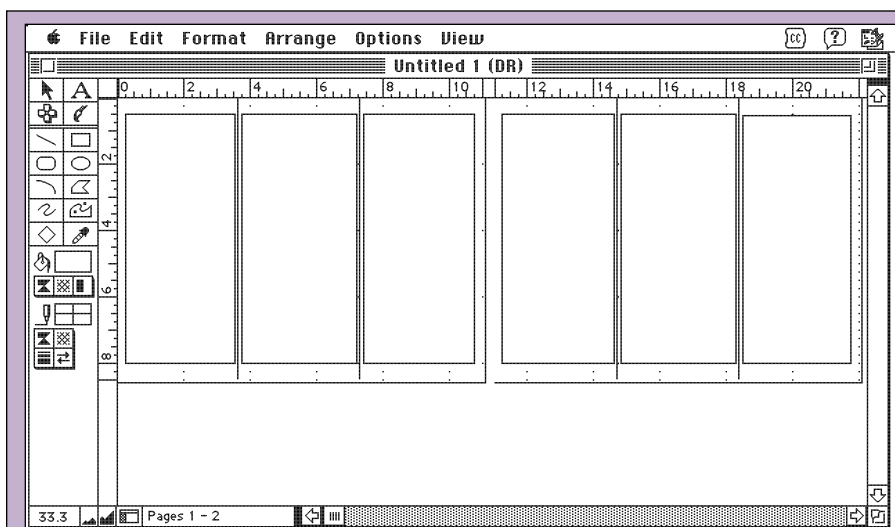 File Edit Format Arrange Options View
Untitled 1 (DR)
A 0 2 4 6 8 10 12 14 16 18 20
2
4
6
8
33.3 Pages 1 - 2